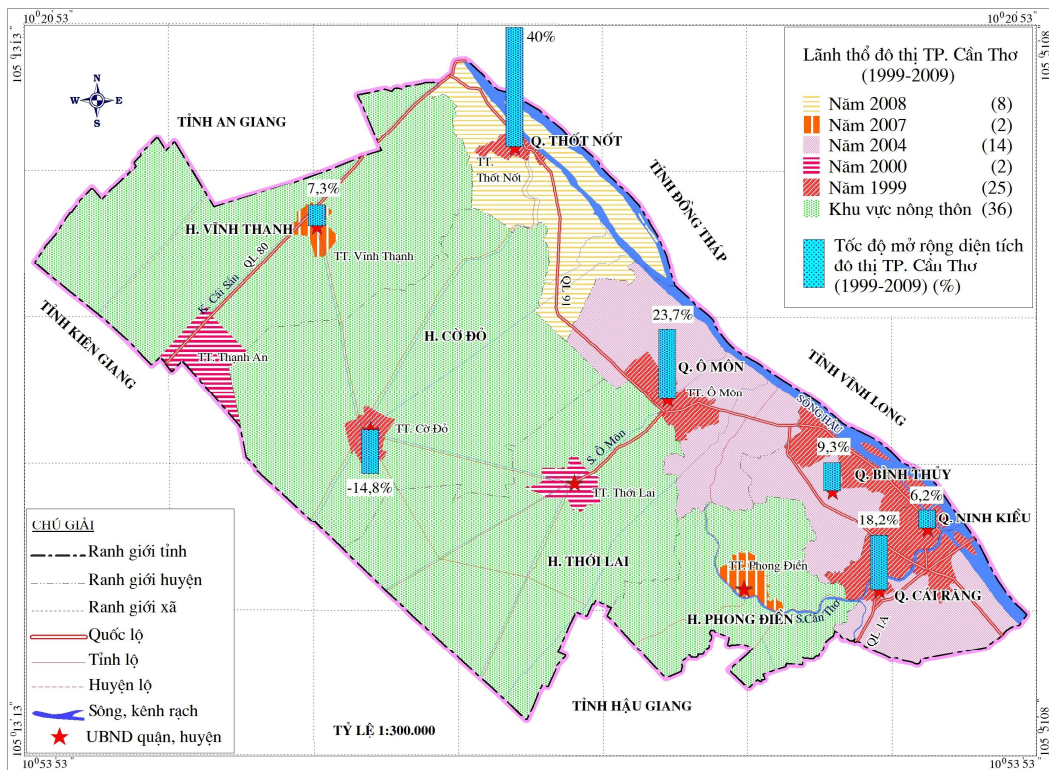 10° 20' 53"
10° 20' 53"
105° 13' 13"
105° 51' 08"
N
W E
S
40%
Lãnh thổ đô thị TP. Cần Thơ
(1999-2009)
Năm 2008 (8)
Năm 2007 (2)
Năm 2004 (14)
Năm 2000 (2)
Năm 1999 (25)
Khu vực nông thôn (36)
Tốc độ mở rộng diện tích
đô thị TP. Cần Thơ
(1999-2009) (%)
TỈNH AN GIANG
Q. THỐT NỐT
TT.
Thốt Nốt
TỈNH ĐỒNG THÁP
7,3%
H. VĨNH THẠNH
TT. Vĩnh Thạnh
QL 80
K. Cái Sắn
QL 91
TỈNH KIÊN GIANG
TT. Thạnh An
H. CỜ ĐỎ
23,7%
Q. Ô MÔN
TT. Ô Môn
TỈNH VĨNH LONG
SÔNG HẬU
TT. Cờ Đỏ
-14,8%
S. Ô Môn
TT. Thới Lai
9,3%
Q. BÌNH THỦY
6,2%
Q. NINH KIỀU
18,2%
H. THỚI LAI
TT. Phong Điền
Q. CÁI RĂNG
H. PHONG ĐIỀN
S.Cần Thơ
QL 1A
TỈNH HẬU GIANG
CHÚ GIẢI
Ranh giới tỉnh
Ranh giới huyện
Ranh giới xã
Quốc lộ
Tỉnh lộ
Huyện lộ
Sông, kênh rạch
UBND quận, huyện
TỶ LỆ 1:300.000
105° 13' 13"
105° 51' 08"
10° 53' 53"
10° 53' 53"